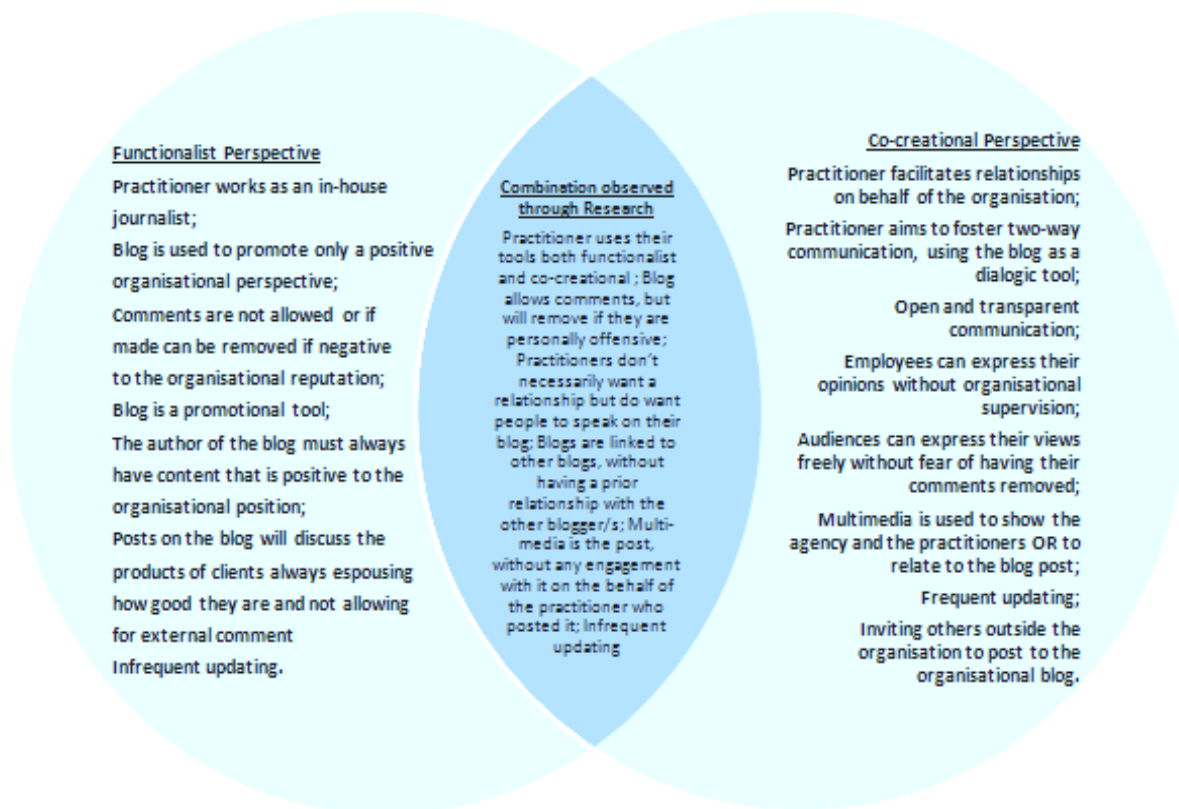 Functionalist Perspective
Practitioner works as an in-house
journalist;
Blog is used to promote only a positive
organisational perspective;
Comments are not allowed or if
made can be removed if negative
to the organisational reputation;
Blog is a promotional tool;
The author of the blog must always
have content that is positive to the
organisational position;
Posts on the blog will discuss the
products of clients always espousing
how good they are and not allowing
for external comment
Infrequent updating.
Combination observed
through Research
Practitioner uses their
tools both functionalist
and co-creational ; Blog
allows comments, but
will remove if they are
personally offensive;
Practitioners don't
necessarily want a
relationship but do want
people to speak on their
blog; Blogs are linked to
other blogs, without
having a prior
relationship with the
other blogger/s; Multi-
media is the post,
without any engagement
with it on the behalf of
the practitioner who
posted it; Infrequent
updating
Co-creational Perspective
Practitioner facilitates relationships
on behalf of the organisation;
Practitioner aims to foster two-way
communication, using the blog as a
dialogic tool;
Open and transparent
communication;
Employees can express their
opinions without organisational
supervision;
Audiences can express their views
freely without fear of having their
comments removed;
Multimedia is used to show the
agency and the practitioners OR to
relate to the blog post;
Frequent updating;
Inviting others outside the
organisation to post to the
organisational blog.